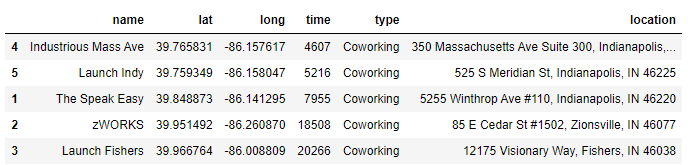 name lat long time type location
4 Industrious Mass Ave 39.765831 -86.157617 4607 Coworking 350 Massachusetts Ave Suite 300, Indianapolis,...
5 Launch Indy 39.759349 -86.158047 5216 Coworking 525 S Meridian St, Indianapolis, IN 46225
1 The Speak Easy 39.848873 -86.141295 7955 Coworking 5255 Winthrop Ave #110, Indianapolis, IN 46220
2 zWORKS 39.951492 -86.260870 18508 Coworking 85 E Cedar St #1502, Zionsville, IN 46077
3 Launch Fishers 39.966764 -86.008809 20266 Coworking 12175 Visionary Way, Fishers, IN 46038